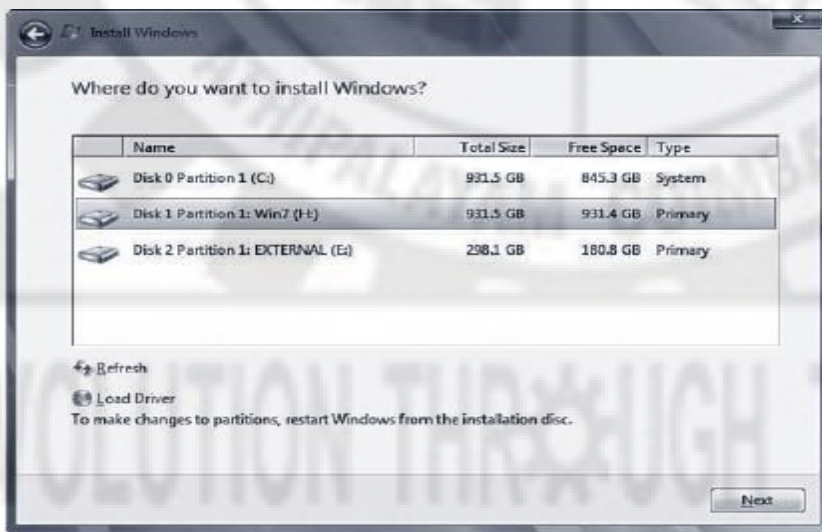 Install Windows
Where do you want to install Windows?
Name Total Size Free Space Type
Disk 0 Partition 1 (C:) 931.5 GB 845.3 GB System
Disk 1 Partition 1: Win7 (H:) 931.5 GB 931.4 GB Primary
Disk 2 Partition 1: EXTERNAL (E:) 298.1 GB 180.8 GB Primary
Refresh
Load Driver
To make changes to partitions, restart Windows from the installation disc.
THROUGH
Next